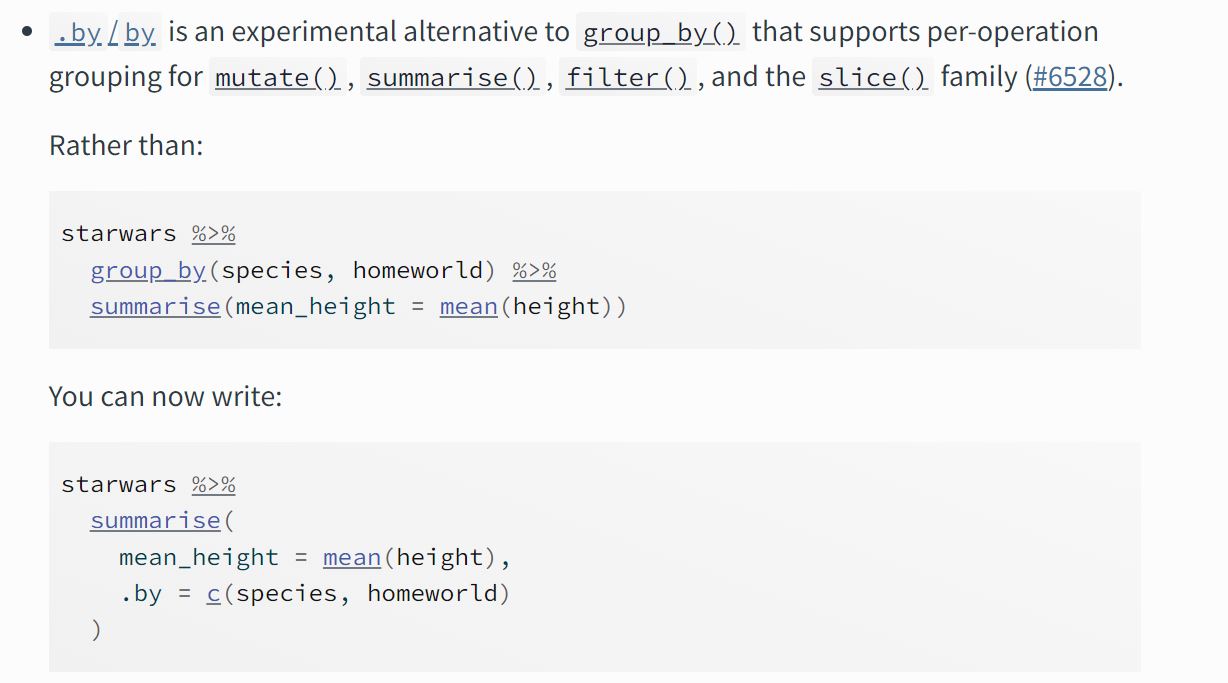 • .by/by is an experimental alternative to group_by() that supports per-operation
grouping for mutate(), summarise(), filter(), and the slice() family (#6528).
Rather than:
starwars %>%
  group_by(species, homeworld) %>%
  summarise(mean_height = mean(height))
You can now write:
starwars %>%
  summarise(
    mean_height = mean(height),
    .by = c(species, homeworld)
  )